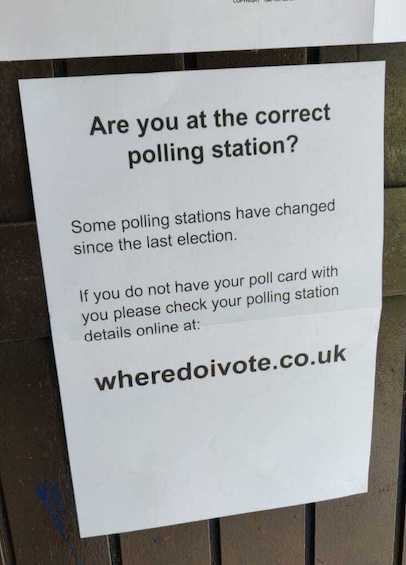 Are you at the correct
polling station?
Some polling stations have changed
since the last election.
If you do not have your poll card with
you please check your polling station
details online at:
wheredoivote.co.uk